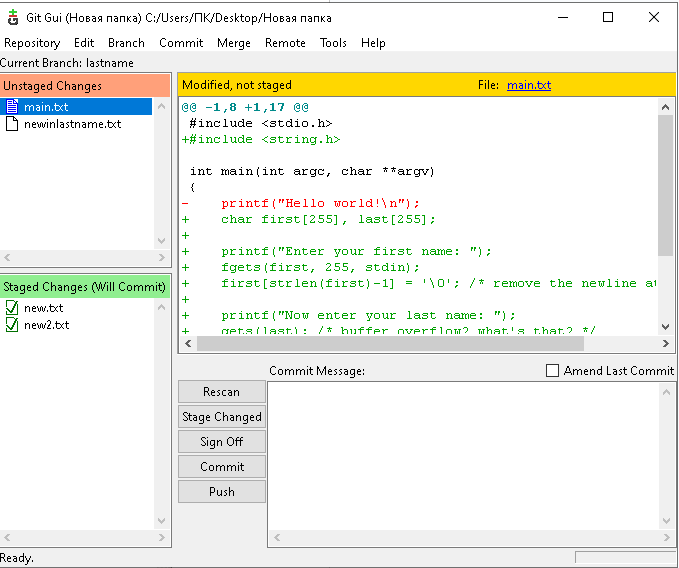 Git Gui (Новая папка) C:/Users/ПК/Desktop/Новая папка
Repository Edit Branch Commit Merge Remote Tools Help
Current Branch: lastname
Unstaged Changes
main.txt
newinlastname.txt
Staged Changes (Will Commit)
new.txt
new2.txt
Modified, not staged File: main.txt
@@ -1,8 +1,17 @@
 #include <stdio.h>
+#include <string.h>
 int main(int argc, char **argv)
 {
-    printf("Hello world!\n");
+    char first[255], last[255];
+
+    printf("Enter your first name: ");
+    fgets(first, 255, stdin);
+    first[strlen(first)-1] = '\0'; /* remove the newline at
+
+    printf("Now enter your last name: ");
+    gets(last); /* buffer overflow? what's that? */
Commit Message:
Amend Last Commit
Rescan
Stage Changed
Sign Off
Commit
Push
Ready.